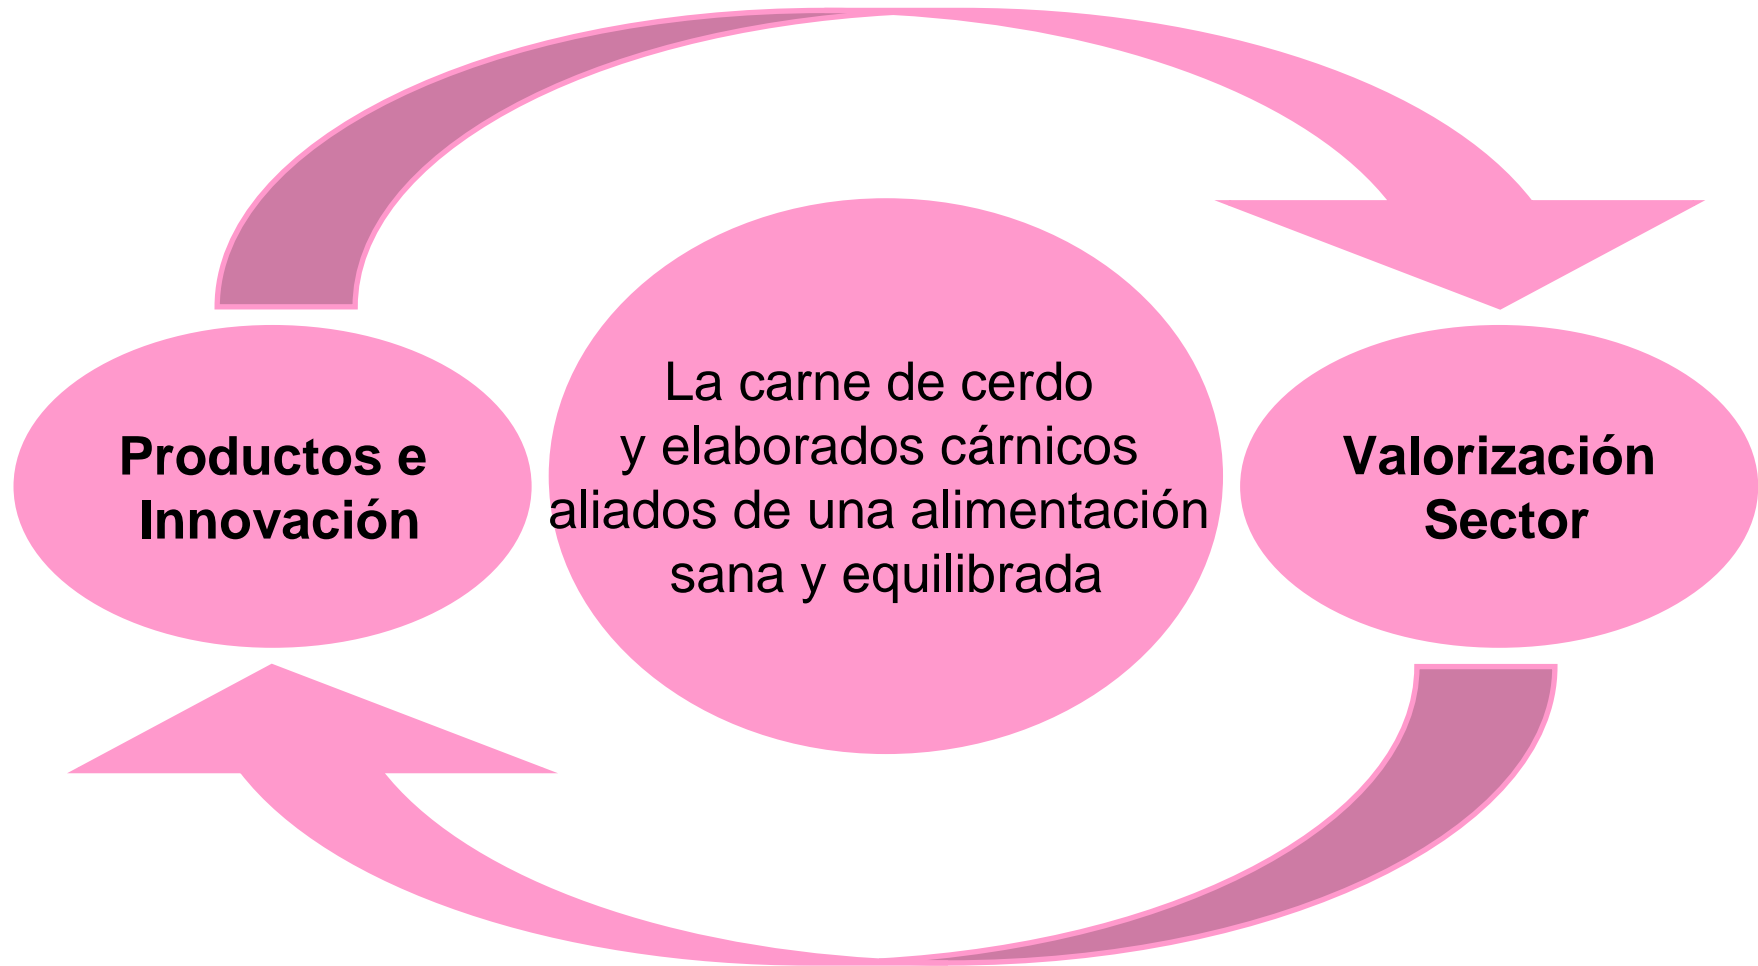 Productos e
Innovación
La carne de cerdo
y elaborados cárnicos
aliados de una alimentación
sana y equilibrada
Valorización
Sector